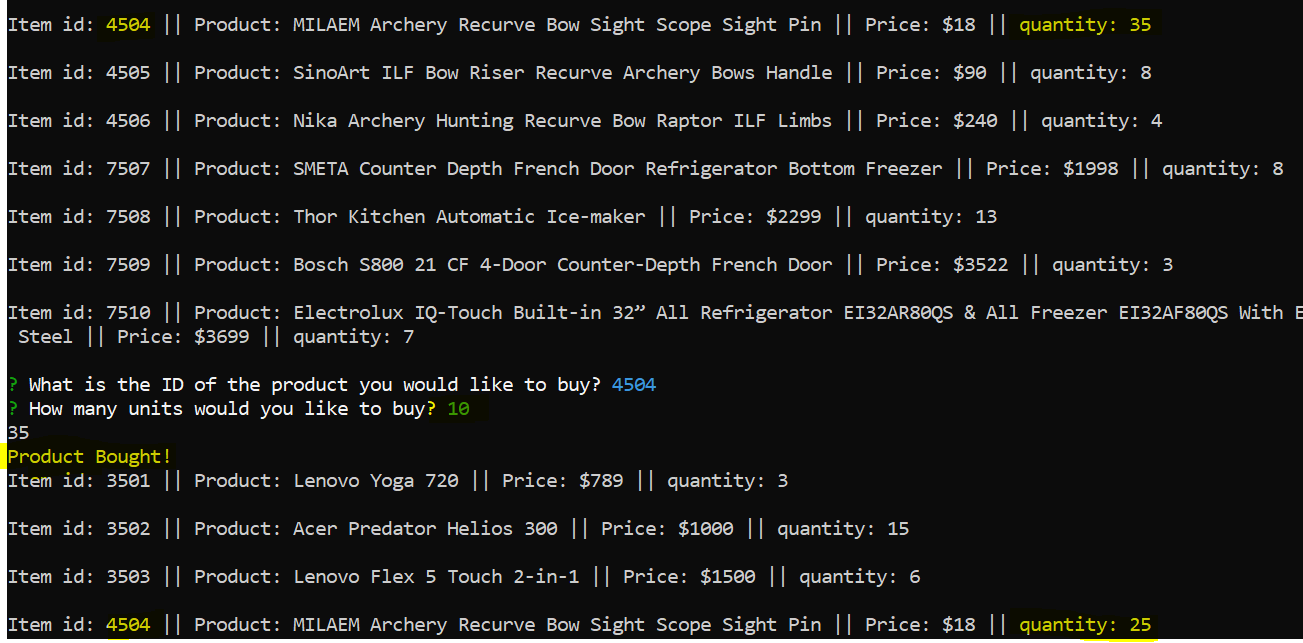 Item id: 4504 || Product: MILAEM Archery Recurve Bow Sight Scope Sight Pin || Price: $18 || quantity: 35
Item id: 4505 || Product: SinoArt ILF Bow Riser Recurve Archery Bows Handle || Price: $90 || quantity: 8
Item id: 4506 || Product: Nika Archery Hunting Recurve Bow Raptor ILF Limbs || Price: $240 || quantity: 4
Item id: 7507 || Product: SMETA Counter Depth French Door Refrigerator Bottom Freezer || Price: $1998 || quantity: 8
Item id: 7508 || Product: Thor Kitchen Automatic Ice-maker || Price: $2299 || quantity: 13
Item id: 7509 || Product: Bosch S800 21 CF 4-Door Counter-Depth French Door || Price: $3522 || quantity: 3
Item id: 7510 || Product: Electrolux IQ-Touch Built-in 32” All Refrigerator EI32AR80QS & All Freezer EI32AF80QS With
Steel || Price: $3699 || quantity: 7
? What is the ID of the product you would like to buy? 4504
? How many units would you like to buy? 10
35
Product Bought!
Item id: 3501 || Product: Lenovo Yoga 720 || Price: $789 || quantity: 3
Item id: 3502 || Product: Acer Predator Helios 300 || Price: $1000 || quantity: 15
Item id: 3503 || Product: Lenovo Flex 5 Touch 2-in-1 || Price: $1500 || quantity: 6
Item id: 4504 || Product: MILAEM Archery Recurve Bow Sight Scope Sight Pin || Price: $18 || quantity: 25